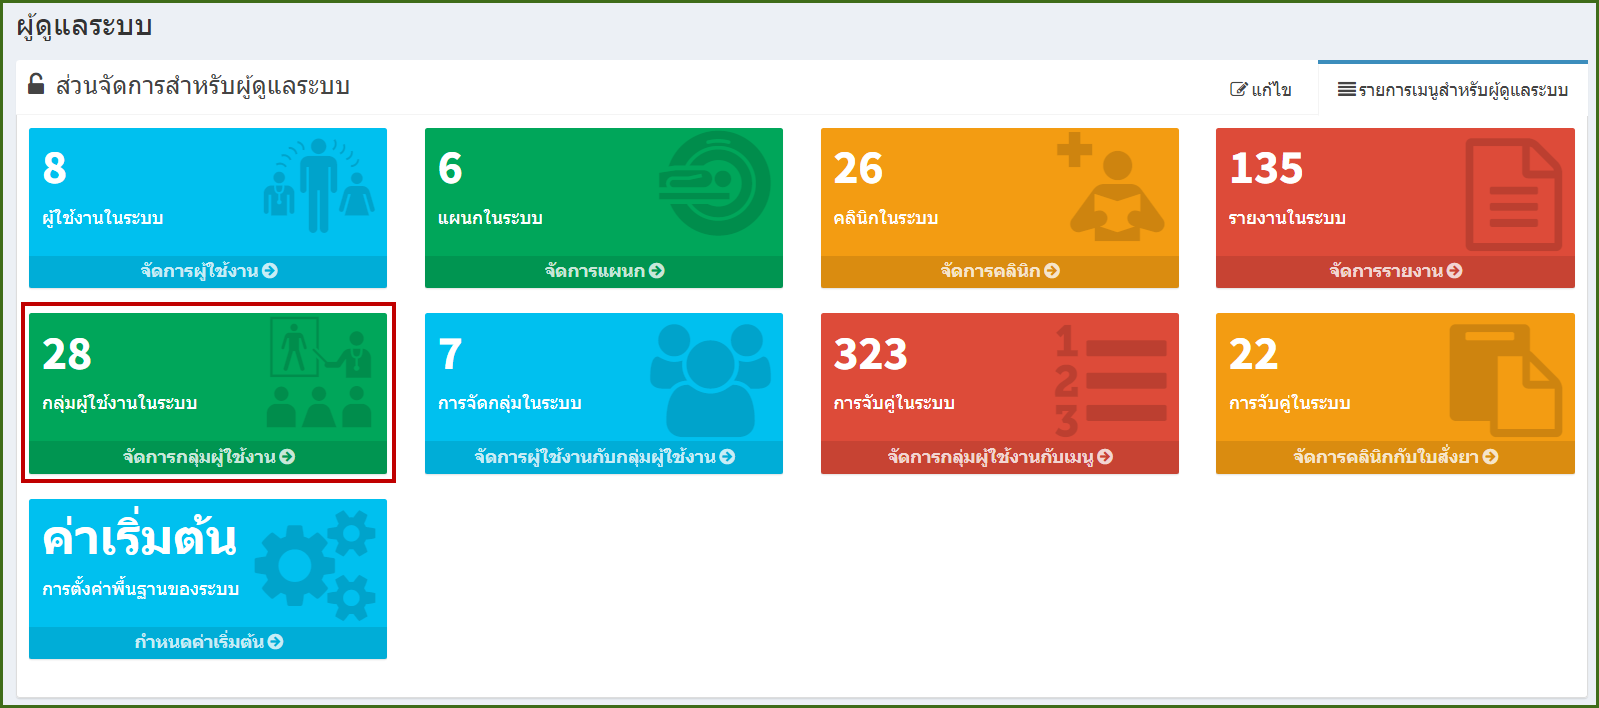 ผู้ดูแลระบบ
ส่วนจัดการสำหรับผู้ดูแลระบบ
แก้ไข
รายการเมนูสำหรับผู้ดูแลระบบ
8
ผู้ใช้งานในระบบ
จัดการผู้ใช้งาน
6
แผนกในระบบ
จัดการแผนก
26
คลินิกในระบบ
จัดการคลินิก
135
รายงานในระบบ
จัดการรายงาน
28
กลุ่มผู้ใช้งานในระบบ
จัดการกลุ่มผู้ใช้งาน
7
การจัดกลุ่มในระบบ
จัดการผู้ใช้งานกับกลุ่มผู้ใช้งาน
323
การจับคู่ในระบบ
จัดการกลุ่มผู้ใช้งานกับเมนู
1
2
3
22
การจับคู่ในระบบ
จัดการคลินิกกับใบสั่งยา
ค่าเริ่มต้น
การตั้งค่าพื้นฐานของระบบ
กำหนดค่าเริ่มต้น